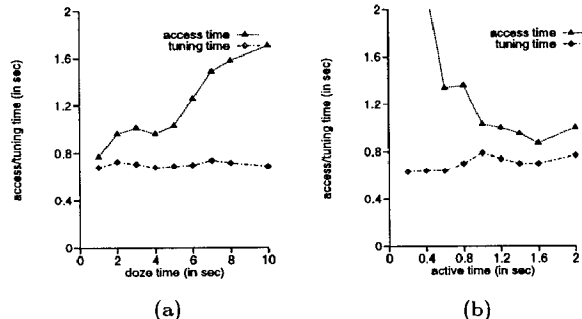 access/tuning time (in sec)
access time
tuning time
2
1.6
1.2
0.8
0.4
0
0 2 4 6 8 10
doze time (in sec)
(a)
access/tuning time (in sec)
access time
tuning time
2
1.6
1.2
0.8
0.4
0
0 0.4 0.8 1.2 1.6 2
active time (in sec)
(b)